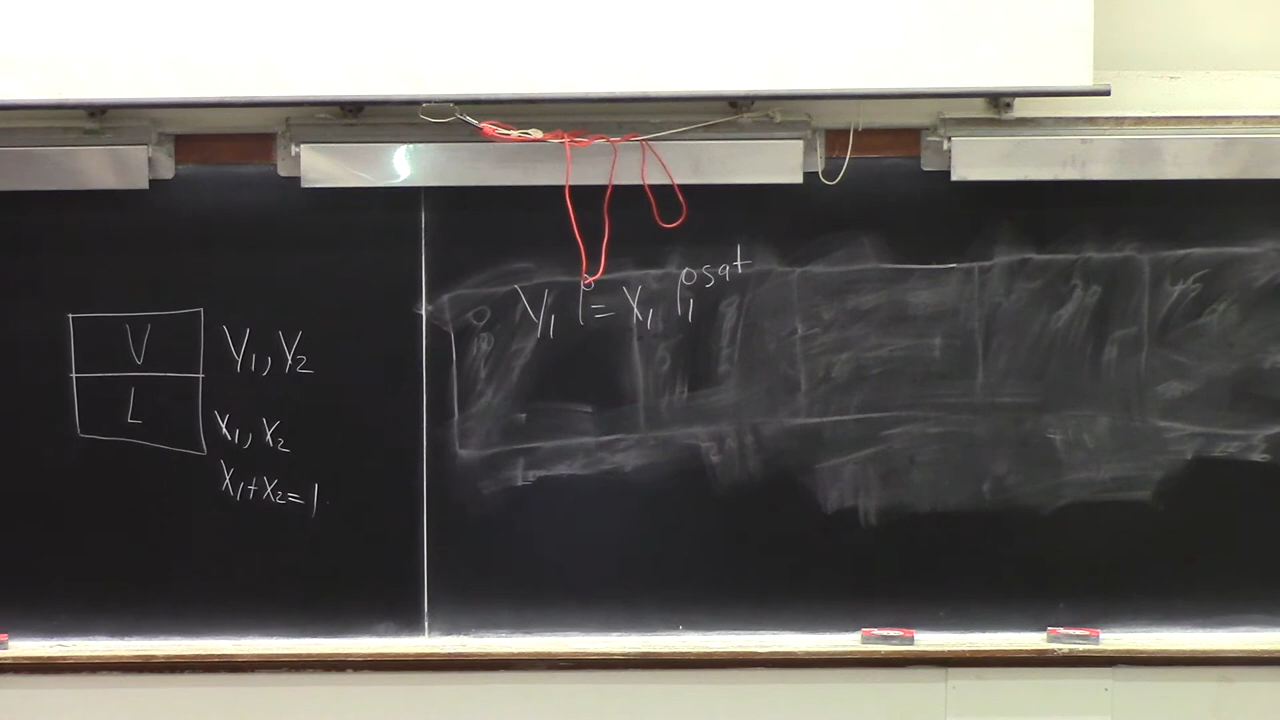 V
L
Y₁, Y₂
X₁, X₂
X₁+X₂=1
Y₁ P = X₁ P₁ˢᵃᵗ